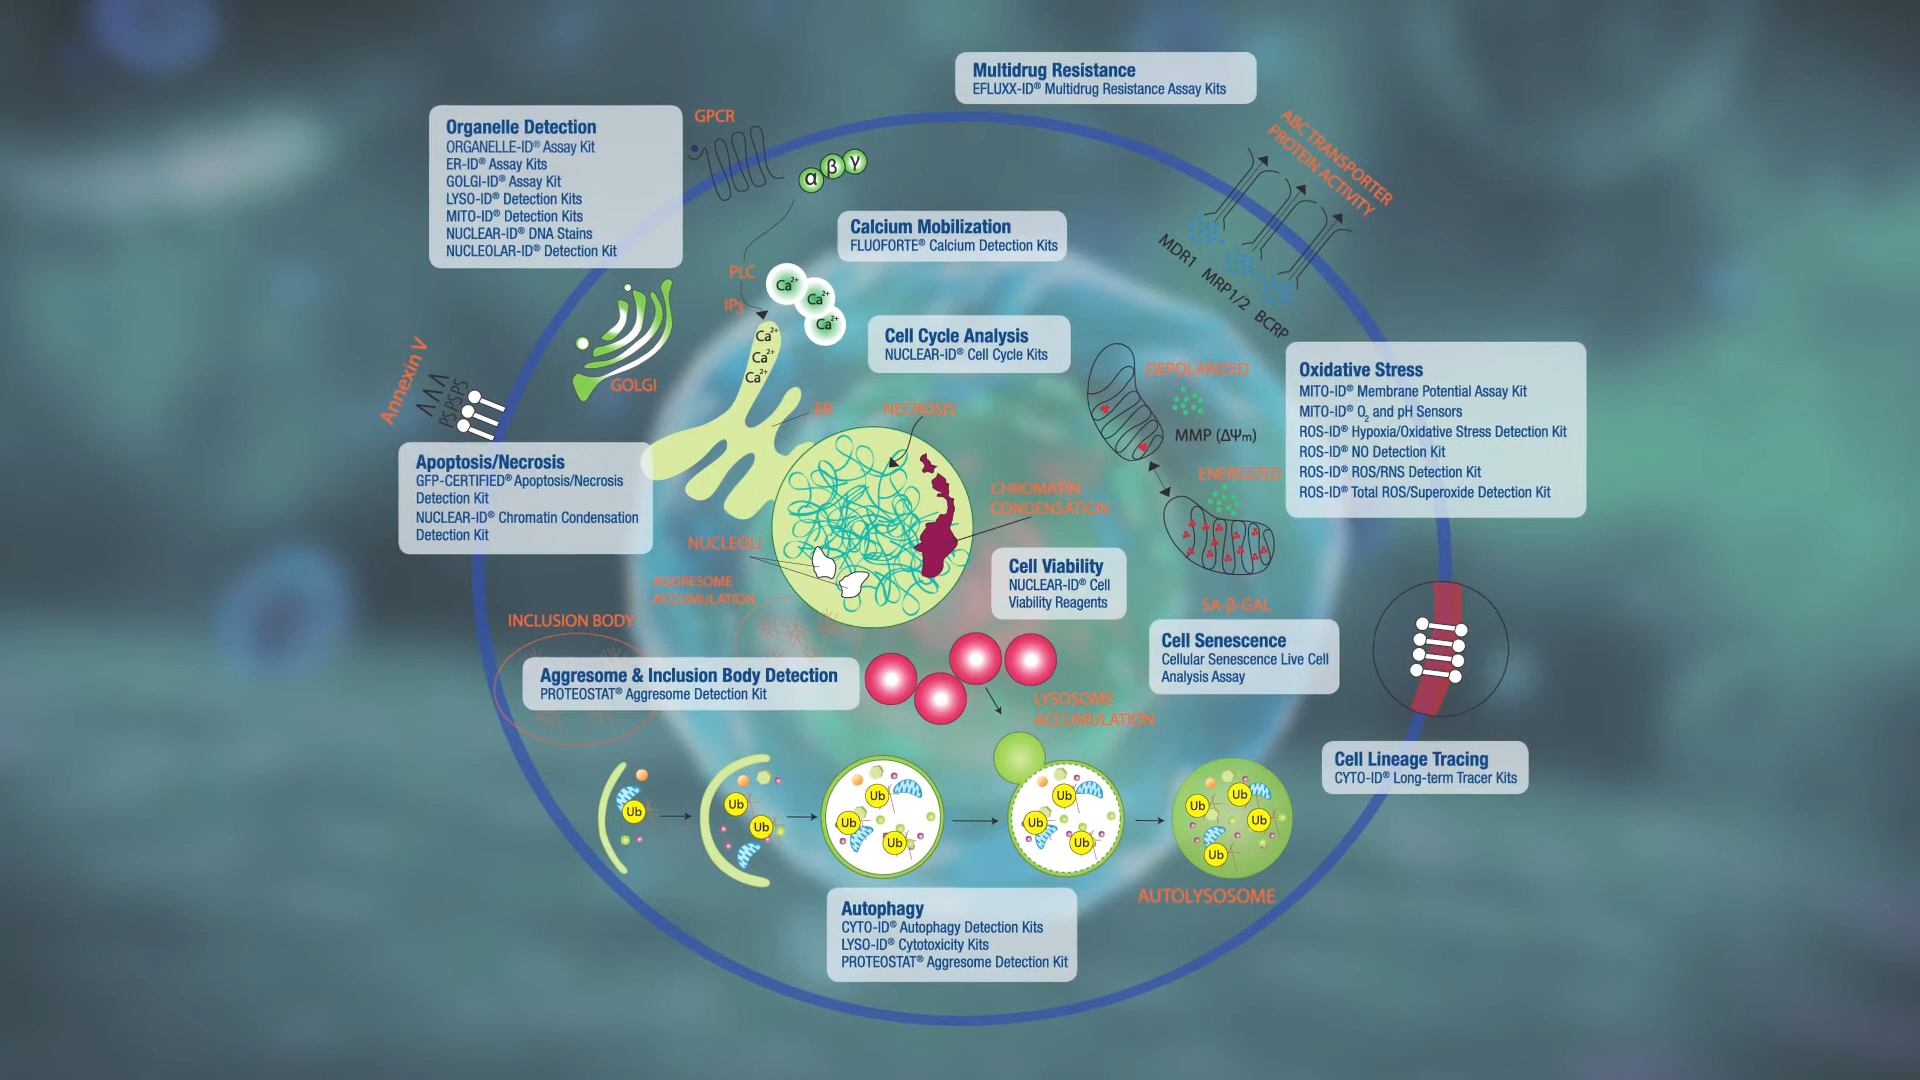 Multidrug Resistance
EFLUXX-ID® Multidrug Resistance Assay Kits
Organelle Detection
ORGANELLE-ID® Assay Kit
ER-ID® Assay Kits
GOLGI-ID® Assay Kit
LYSO-ID® Detection Kits
MITO-ID® Detection Kits
NUCLEAR-ID® DNA Stains
NUCLEOLAR-ID® Detection Kit
GPCR
α β γ
ABC TRANSPORTER
PROTEIN ACTIVITY
MDR1 MRP1/2 BCRP
Calcium Mobilization
FLUOFORTE® Calcium Detection Kits
PLC
IP3
Ca2+
Ca2+
Ca2+
Ca2+
Ca2+
Ca2+
Cell Cycle Analysis
NUCLEAR-ID® Cell Cycle Kits
GOLGI
Annexin V
PSPSPS
ER
NECROSIS
DEPOLARIZED
MMP (ΔΨm)
ENERGIZED
Oxidative Stress
MITO-ID® Membrane Potential Assay Kit
MITO-ID® O2 and pH Sensors
ROS-ID® Hypoxia/Oxidative Stress Detection Kit
ROS-ID® NO Detection Kit
ROS-ID® ROS/RNS Detection Kit
ROS-ID® Total ROS/Superoxide Detection Kit
Apoptosis/Necrosis
GFP-CERTIFIED® Apoptosis/Necrosis
Detection Kit
NUCLEAR-ID® Chromatin Condensation
Detection Kit
CHROMATIN
CONDENSATION
NUCLEOLI
AGGRESOME
ACCUMULATION
Cell Viability
NUCLEAR-ID® Cell
Viability Reagents
INCLUSION BODY
SA-β-GAL
Cell Senescence
Cellular Senescence Live Cell
Analysis Assay
Aggresome & Inclusion Body Detection
PROTEOSTAT® Aggresome Detection Kit
LYSOSOME
ACCUMULATION
Cell Lineage Tracing
CYTO-ID® Long-term Tracer Kits
Ub
Ub
Ub
Ub
Ub
Ub
Ub
Ub
Ub
Ub
Ub
Ub
Ub
AUTOLYSOSOME
Autophagy
CYTO-ID® Autophagy Detection Kits
LYSO-ID® Cytotoxicity Kits
PROTEOSTAT® Aggresome Detection Kit